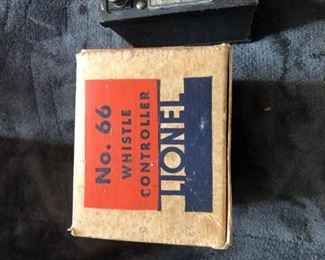 No. 66
WHISTLE
CONTROLLER
LIONEL